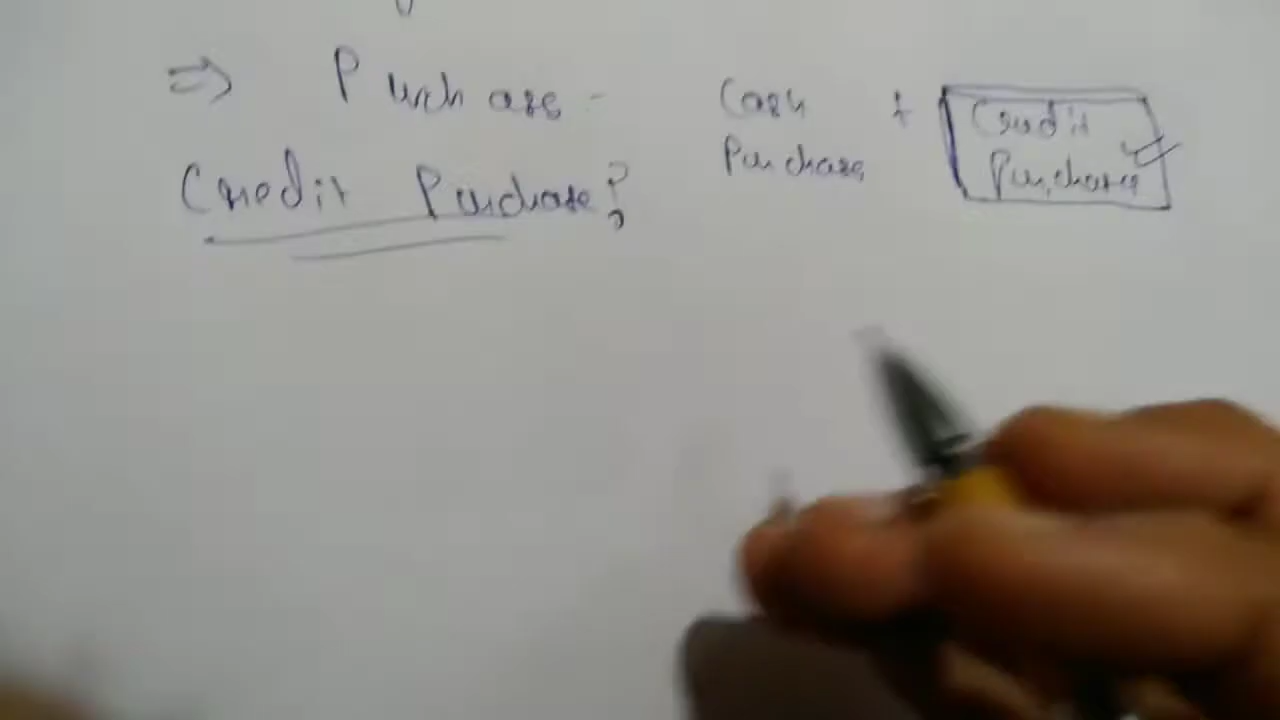 ⇒ Purchase - Cash + Credit
Purchase Purchase
Credit Purchase?